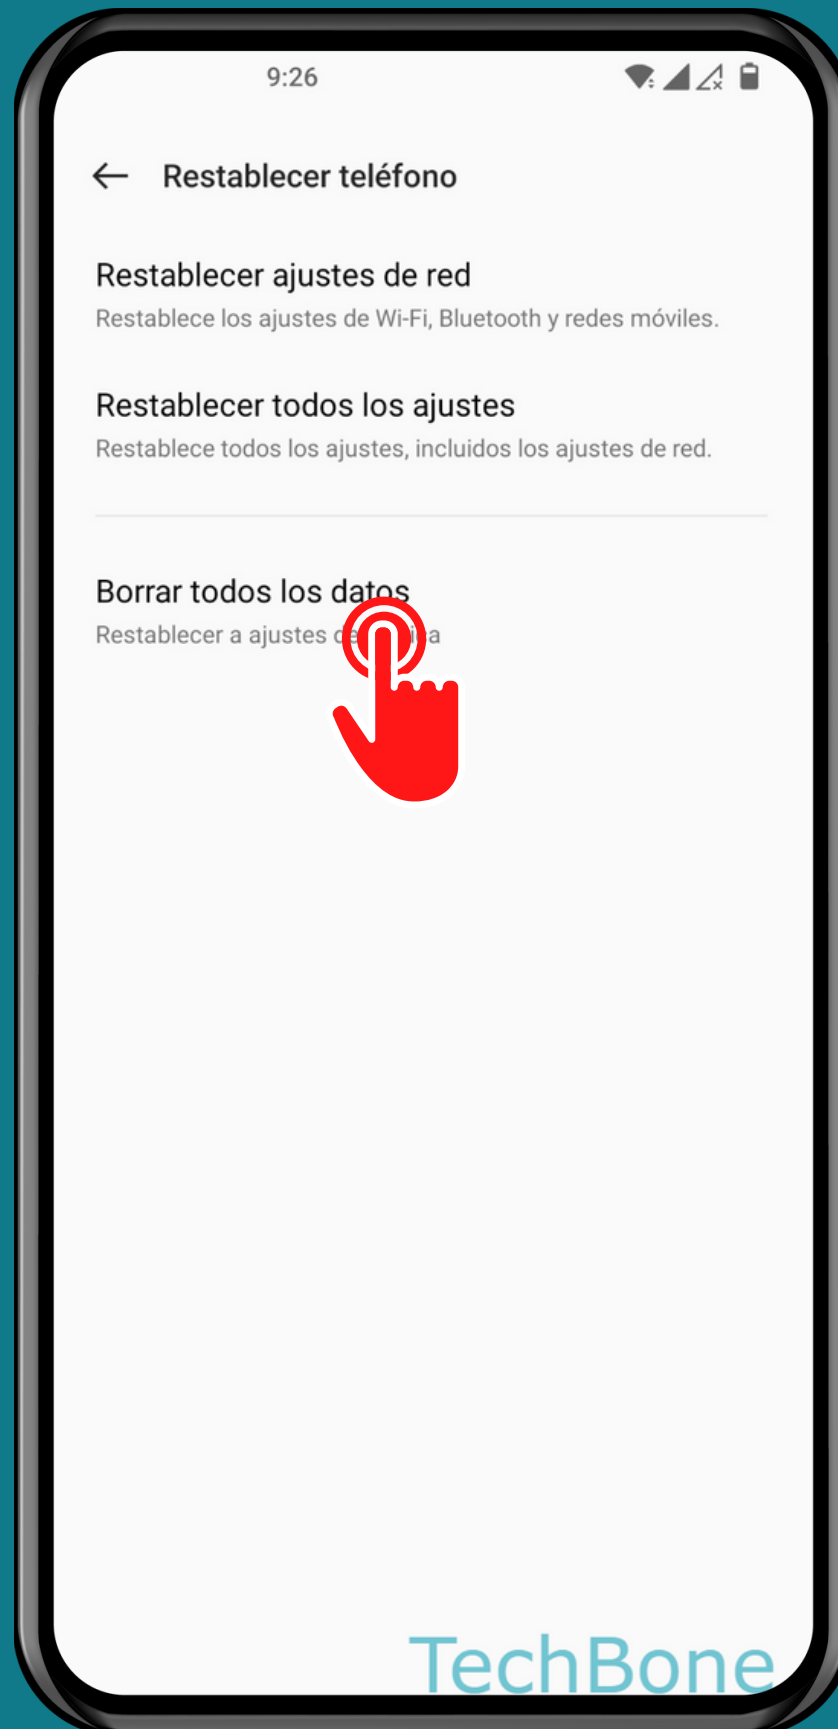 9:26
Restablecer teléfono
Restablecer ajustes de red
Restablece los ajustes de Wi-Fi, Bluetooth y redes móviles.
Restablecer todos los ajustes
Restablece todos los ajustes, incluidos los ajustes de red.
Borrar todos los datos
Restablecer a ajustes
TechBone